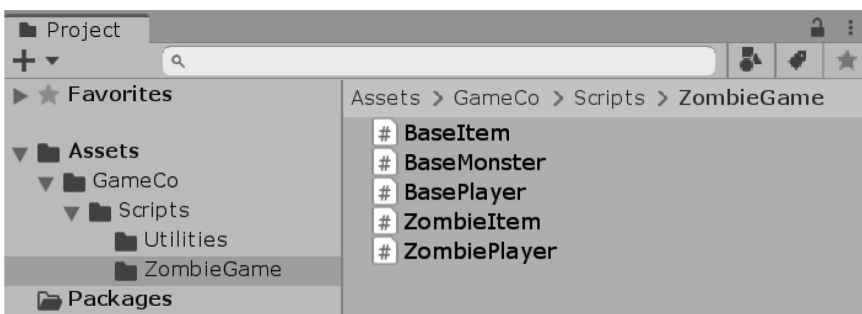 Project
Favorites
Assets
GameCo
Scripts
Utilities
ZombieGame
Packages
Assets > GameCo > Scripts > ZombieGame
BaseItem
BaseMonster
BasePlayer
ZombieItem
ZombiePlayer